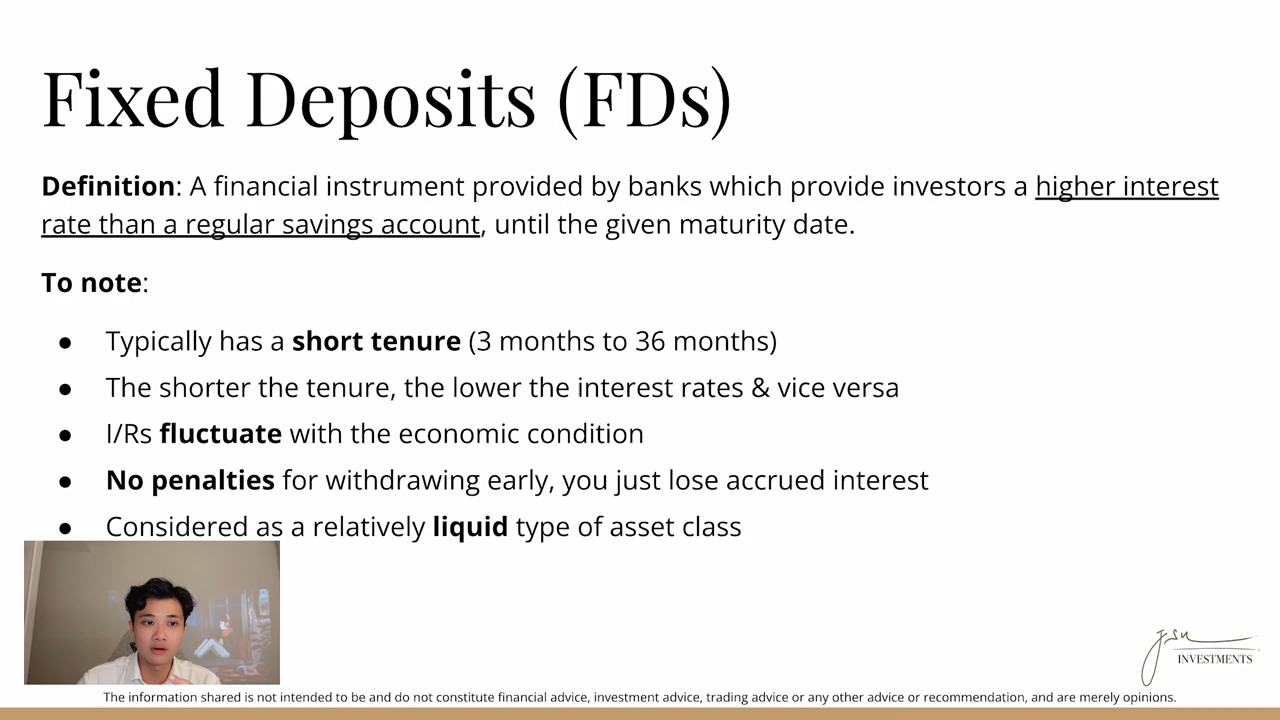 Fixed Deposits (FDs)
Definition: A financial instrument provided by banks which provide investors a higher interest
rate than a regular savings account, until the given maturity date.
To note:
● Typically has a short tenure (3 months to 36 months)
● The shorter the tenure, the lower the interest rates & vice versa
● I/Rs fluctuate with the economic condition
● No penalties for withdrawing early, you just lose accrued interest
● Considered as a relatively liquid type of asset class
INVESTMENTS
The information shared is not intended to be and do not constitute financial advice, investment advice, trading advice or any other advice or recommendation, and are merely opinions.